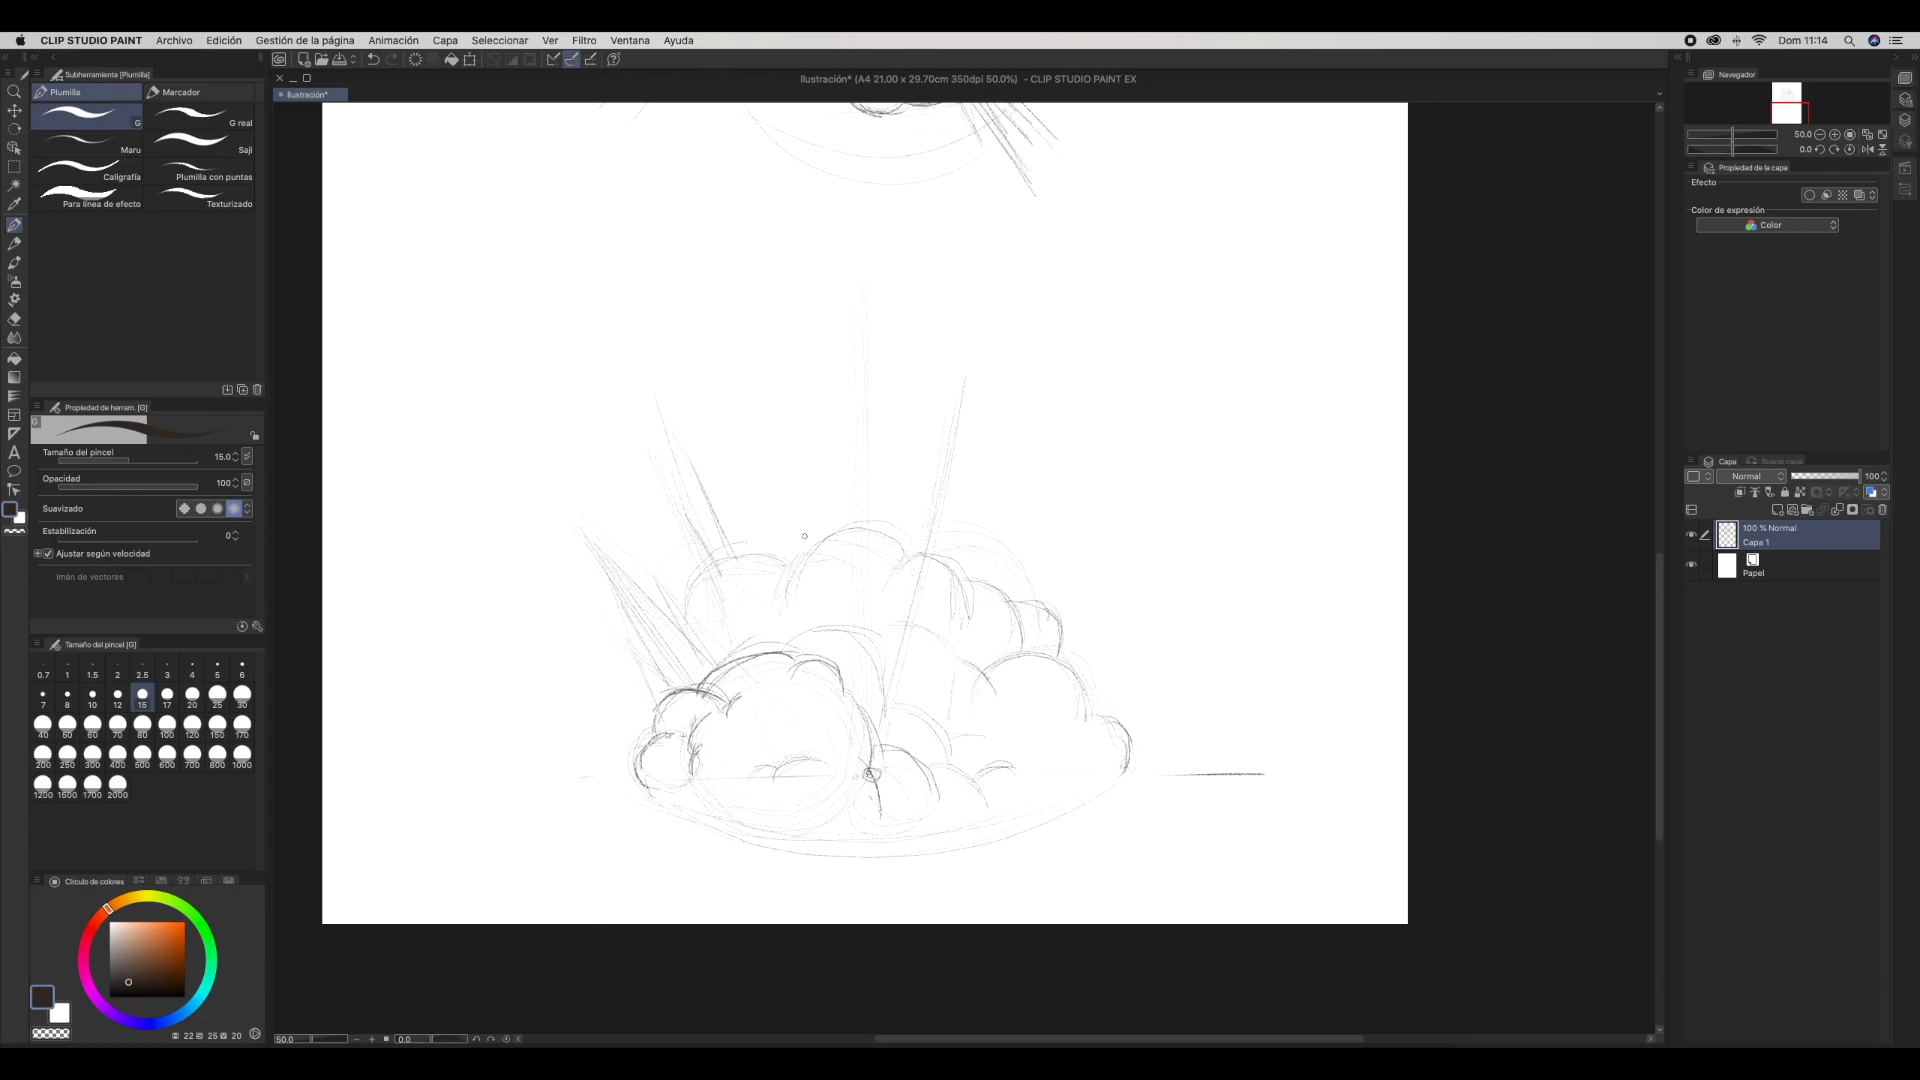 CLIP STUDIO PAINT Archivo Edición Gestión de la página Animación Capa Seleccionar Ver Filtro Ventana Ayuda Dom 11:14
Ilustración* (A4 21.00 x 29.70cm 350dpi 50.0%) - CLIP STUDIO PAINT EX
Ilustración*
Subherramienta [Plumilla]
Plumilla Marcador
G G real
Maru Saji
Caligrafía Plumilla con puntas
Para línea de efecto Texturizado
Propiedad de herram. [G]
G
Tamaño del pincel 15.0
Opacidad 100
Suavizado
Estabilización 0
Ajustar según velocidad
Imán de vectores
Tamaño del pincel [G]
0.7 1 1.5 2 2.5 3 4 5 6
7 8 10 12 15 17 20 25 30
40 50 60 70 80 100 120 150 170
200 250 300 400 500 600 700 800 1000
1200 1500 1700 2000
Círculo de colores
22 25 20
50.0 0.0
Navegador
50.0
0.0
Propiedad de la capa
Efecto
Color de expresión
Color
Capa Buscar capa
Normal 100
100 % Normal
Capa 1
Papel